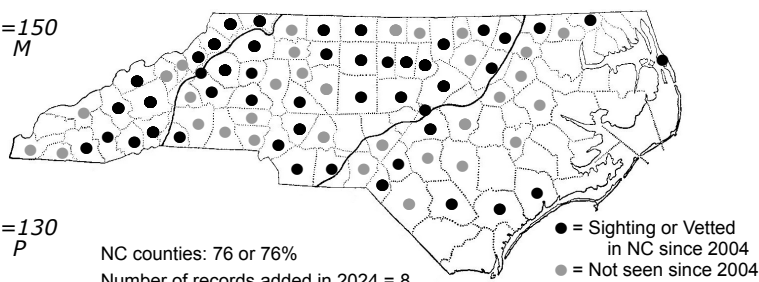 =150
M
=130
P
NC counties: 76 or 76%
Number of records added in 2024 = 8
= Sighting or Vetted
in NC since 2004
= Not seen since 2004